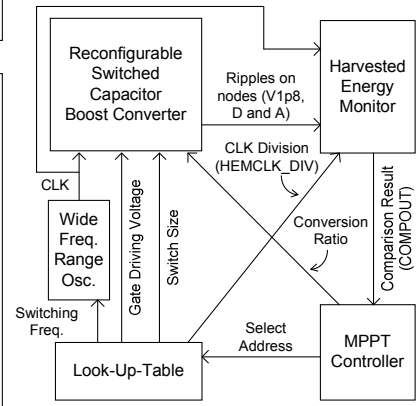 Reconfigurable
Switched
Capacitor
Boost Converter
Ripples on
nodes (V1p8,
D and A)
Harvested
Energy
Monitor
CLK Division
(HEMCLK_DIV)
CLK
Wide
Freq.
Range
Osc.
Gate Driving Voltage
Switch Size
Conversion
Ratio
Comparison Result
(COMPOUT)
Switching
Freq.
Look-Up-Table
Select
Address
MPPT
Controller